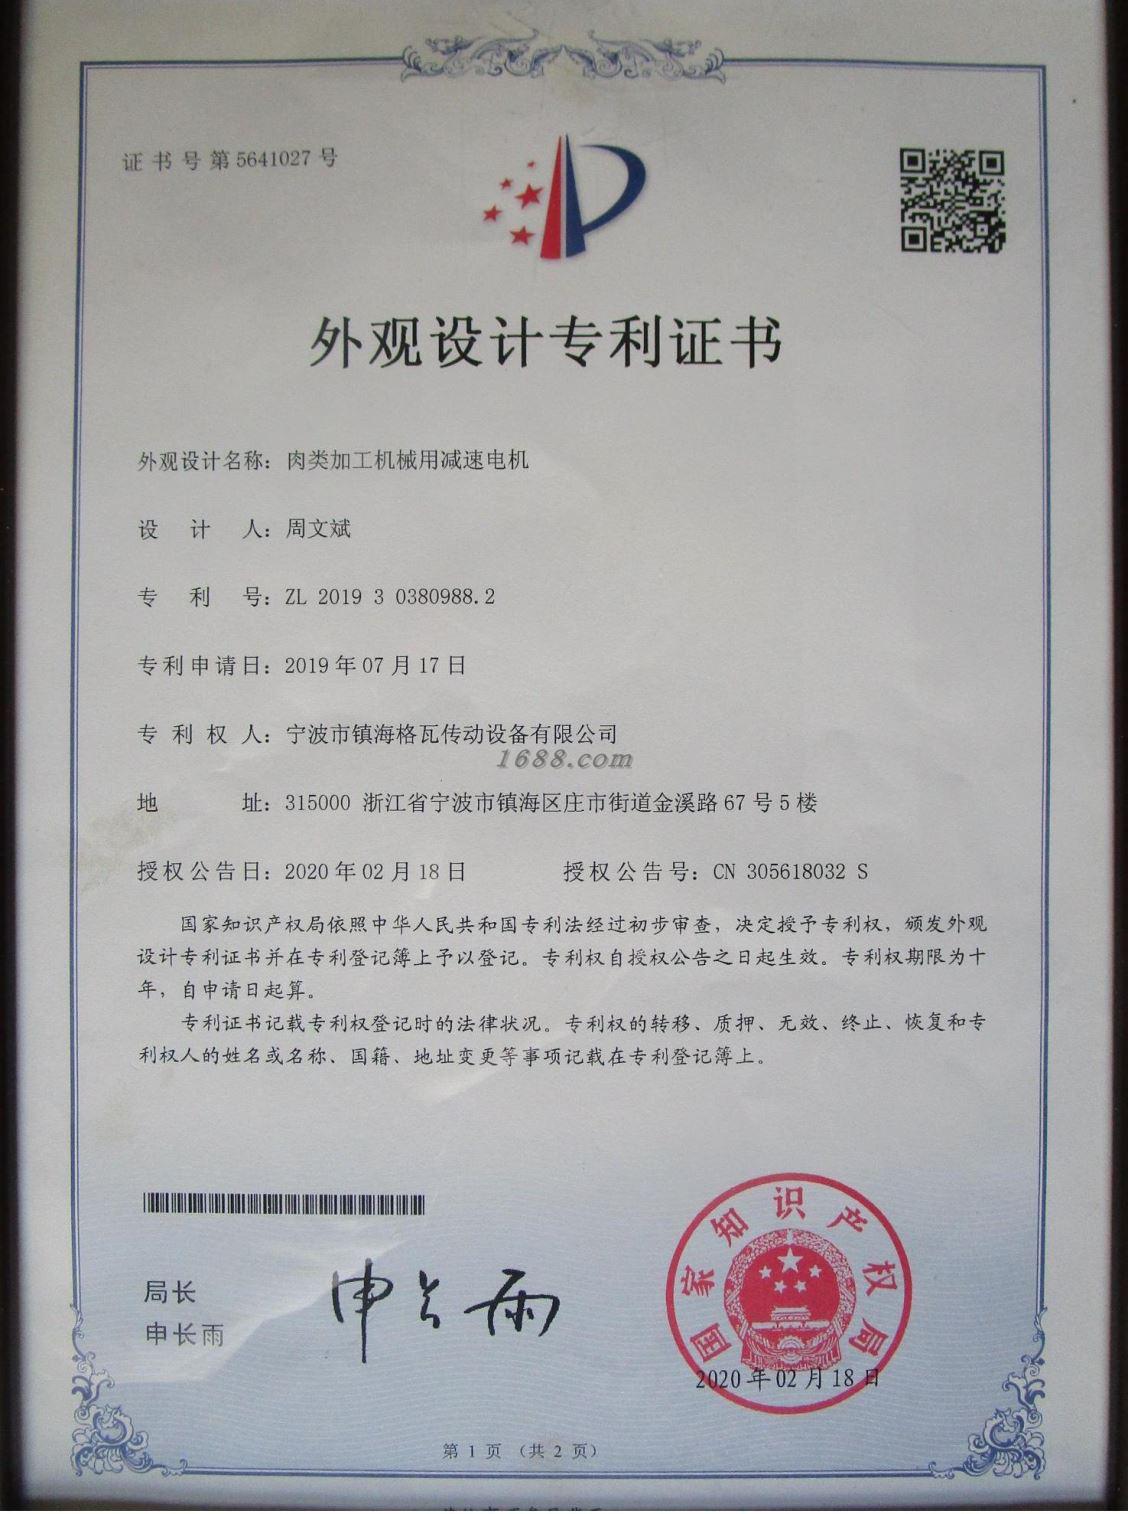 证书号第5641027号
外观设计专利证书
外观设计名称：肉类加工机械用减速电机
设计人：周文斌
专利号：ZL 2019 3 0380988.2
专利申请日：2019年07月17日
专利权人：宁波市镇海格瓦传动设备有限公司
1688.com
地址：315000 浙江省宁波市镇海区庄市街道金溪路67号5楼
授权公告日：2020年02月18日 授权公告号：CN 305618032 S
国家知识产权局依照中华人民共和国专利法经过初步审查，决定授予专利权，颁发外观
设计专利证书并在专利登记簿上予以登记。专利权自授权公告之日起生效。专利权期限为十
年，自申请日起算。
专利证书记载专利权登记时的法律状况。专利权的转移、质押、无效、终止、恢复和专
利权人的姓名或名称、国籍、地址变更等事项记载在专利登记簿上。
局长
申长雨
申长雨
国家知识产权局
2020年02月18日
第 1 页 （共 2 页）